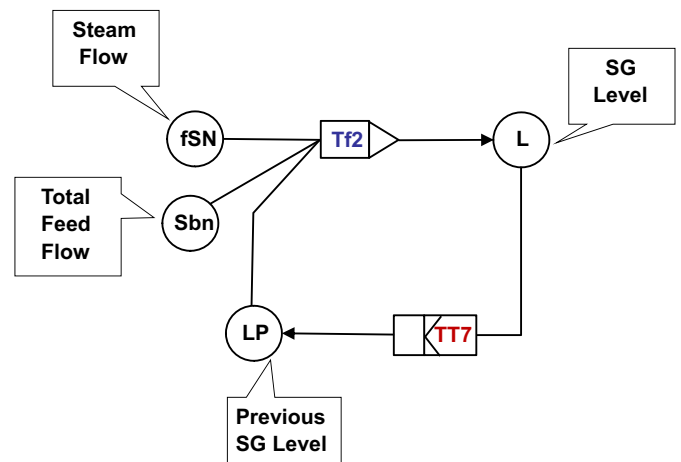 Steam
Flow
SG
Level
fSN
Tf2
L
Total
Feed
Flow
Sbn
LP
TT7
Previous
SG Level